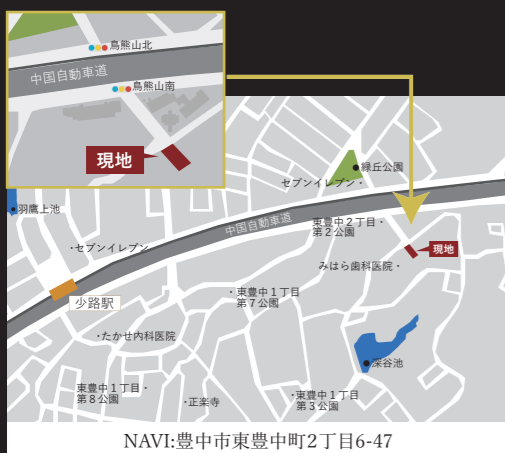 鳥熊山北
中国自動車道
鳥熊山南
現地
緑丘公園
セブンイレブン・
羽鷹上池
中国自動車道
東豊中２丁目・
第２公園
・セブンイレブン
現地
みはら歯科医院・
・東豊中１丁目
第７公園
少路駅
・たかせ内科医院
深谷池
東豊中１丁目・
第８公園
・正楽寺
・東豊中１丁目
第３公園
NAVI:豊中市東豊中町2丁目6-47